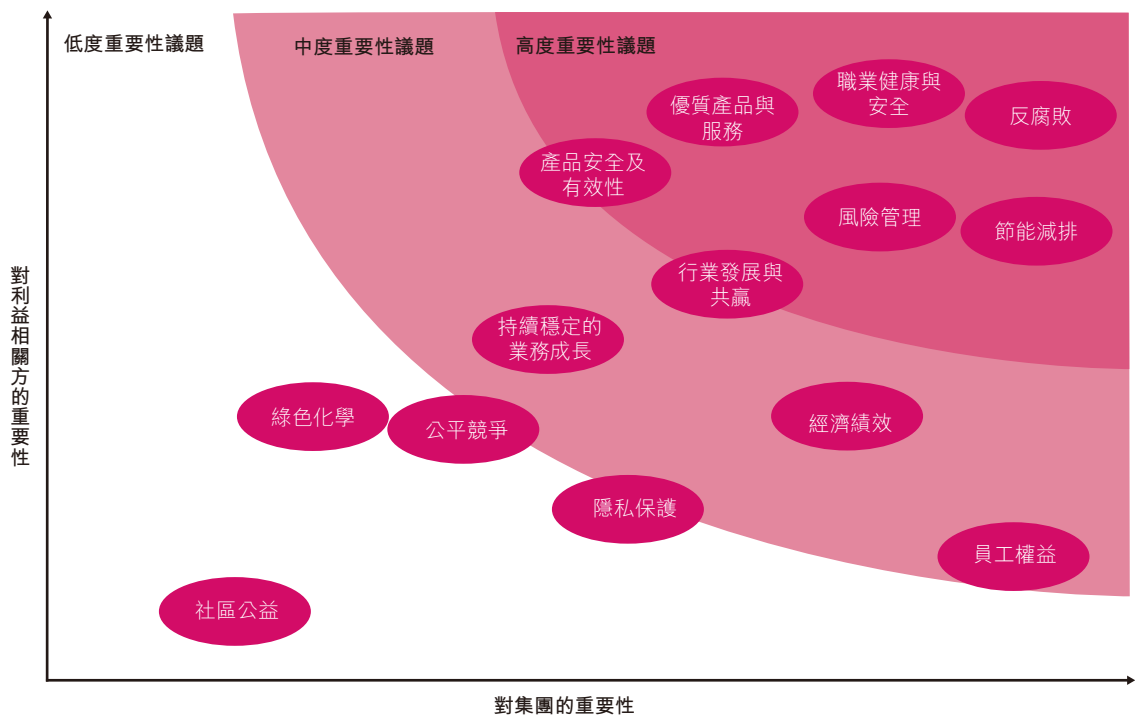 低度重要性議題
中度重要性議題
高度重要性議題
職業健康與
安全
優質產品與
服務
反腐敗
產品安全及
有效性
風險管理
節能減排
行業發展與
共贏
持續穩定的
業務成長
綠色化學
公平競爭
經濟績效
隱私保護
員工權益
社區公益
對利益相關方的重要性
對集團的重要性